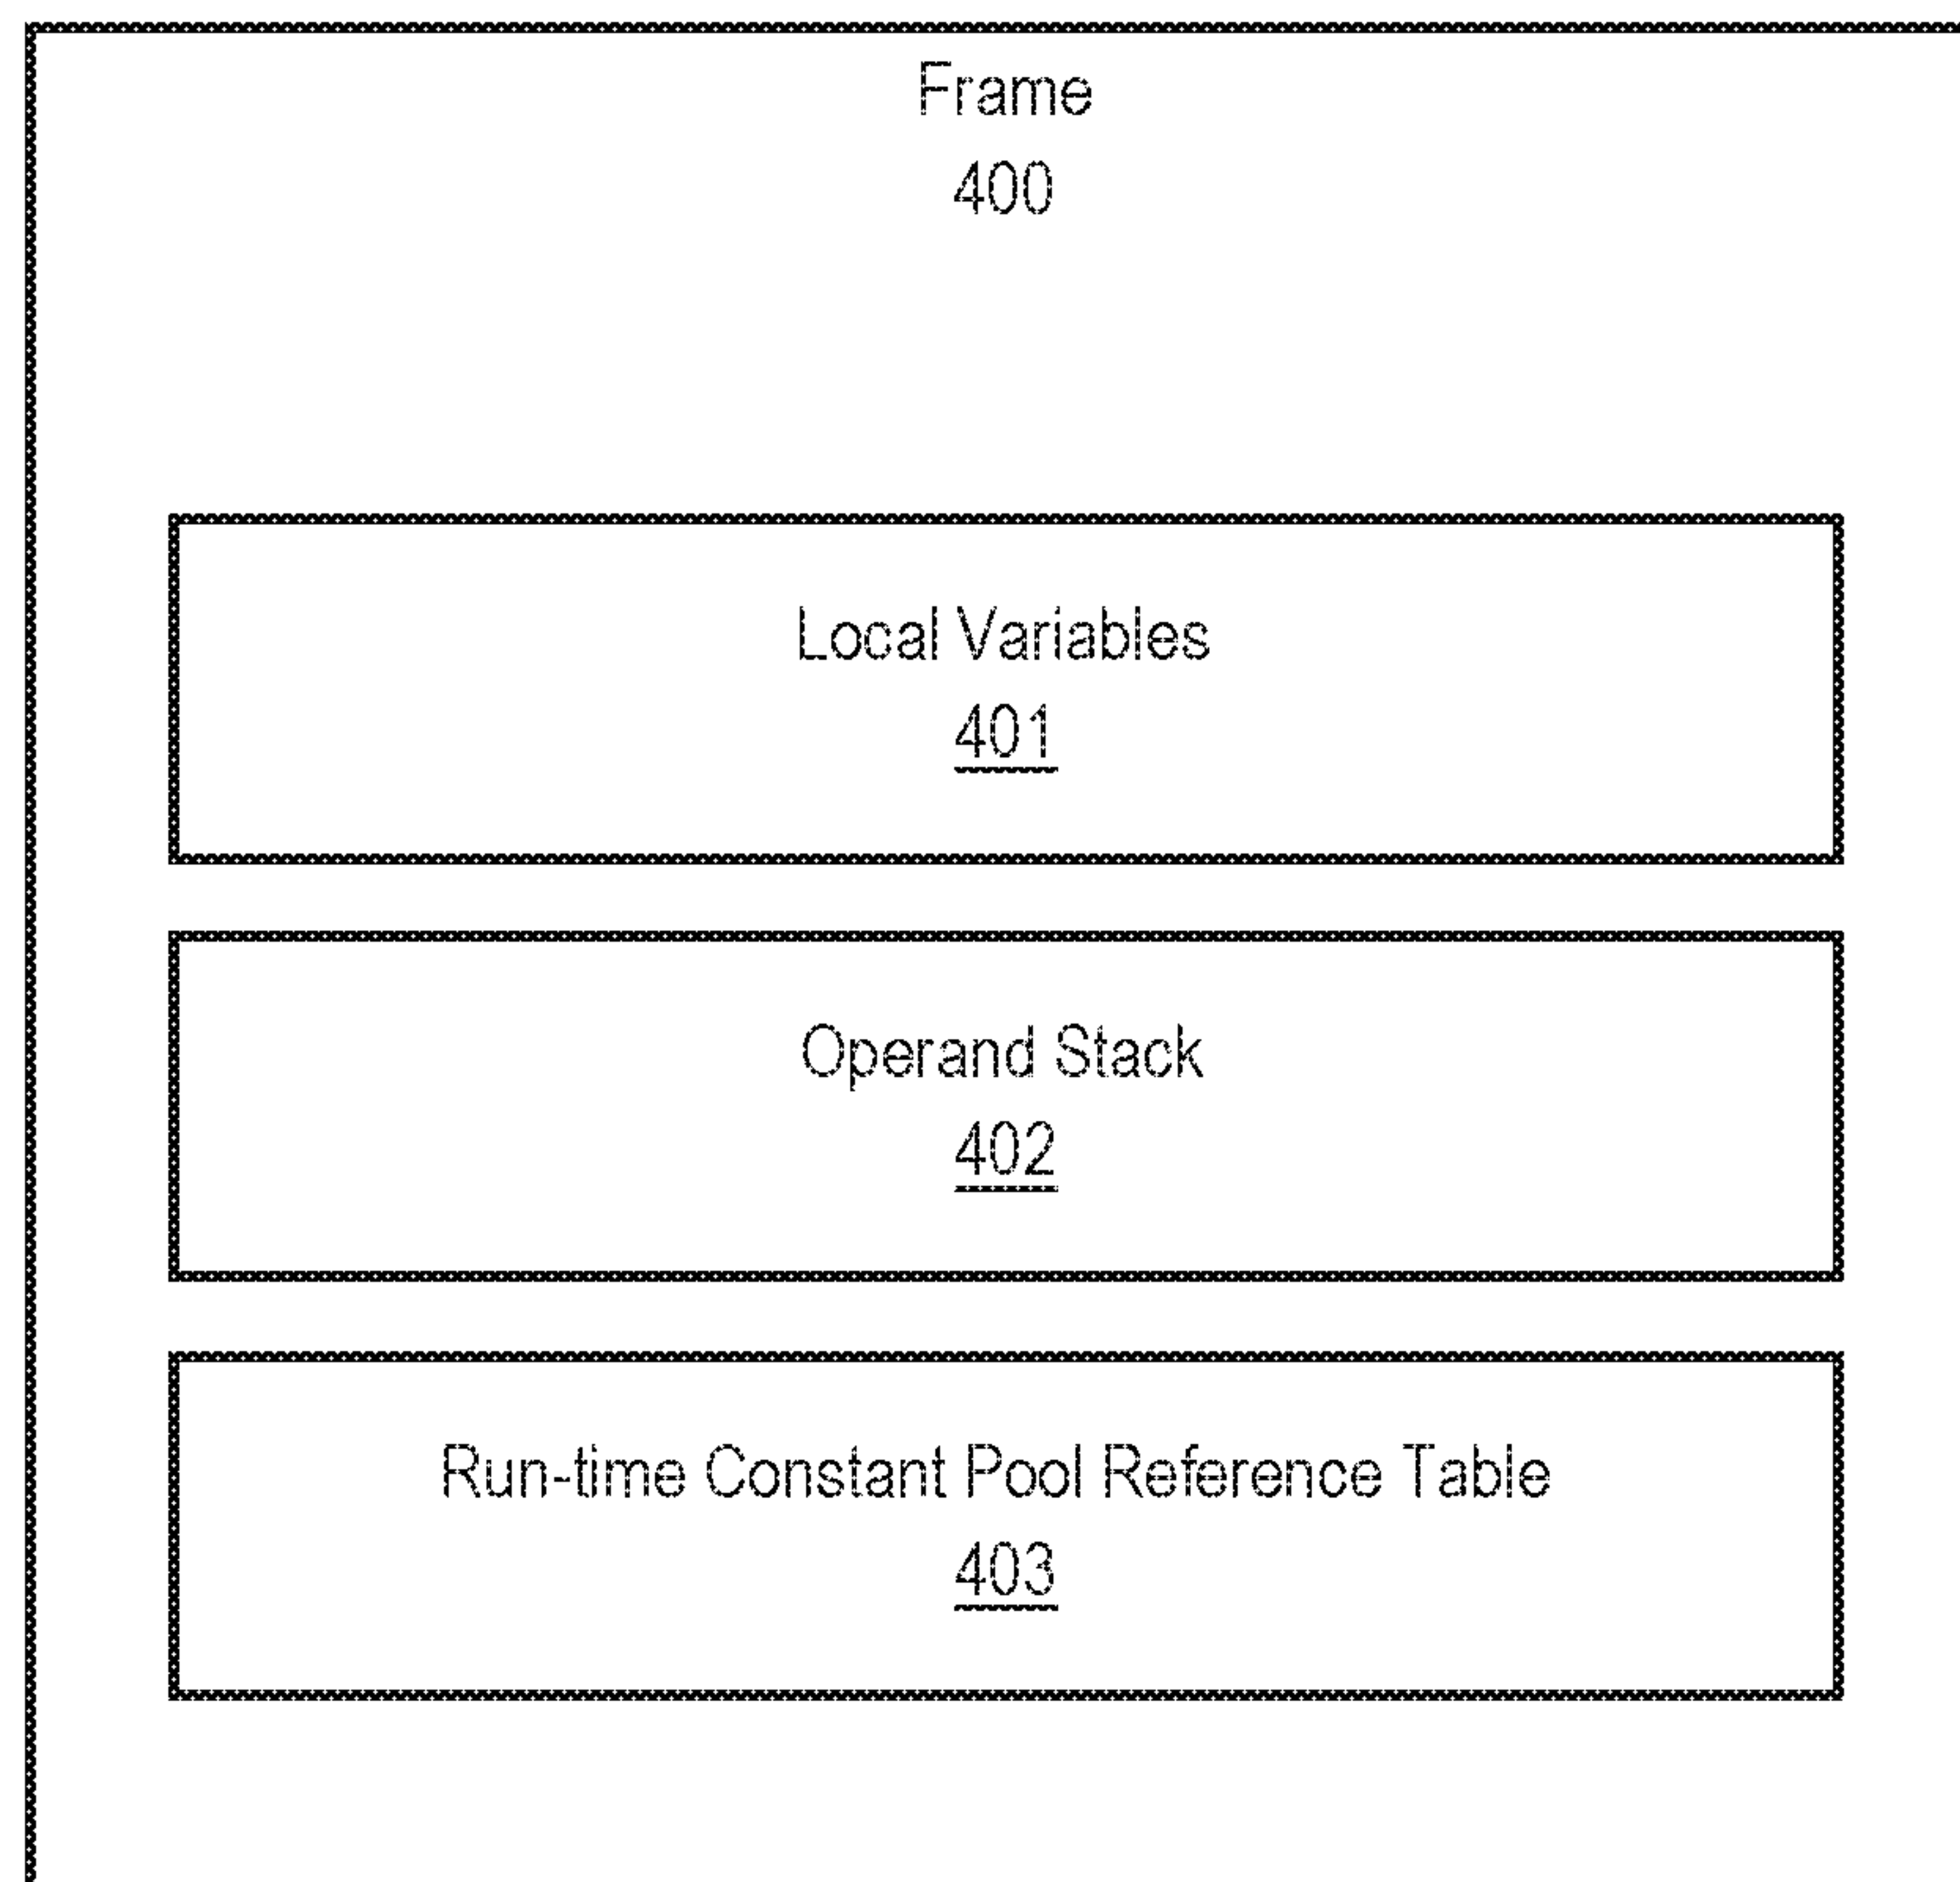 Frame
400
Local Variables
401
Operand Stack
402
Run-time Constant Pool Reference Table
403